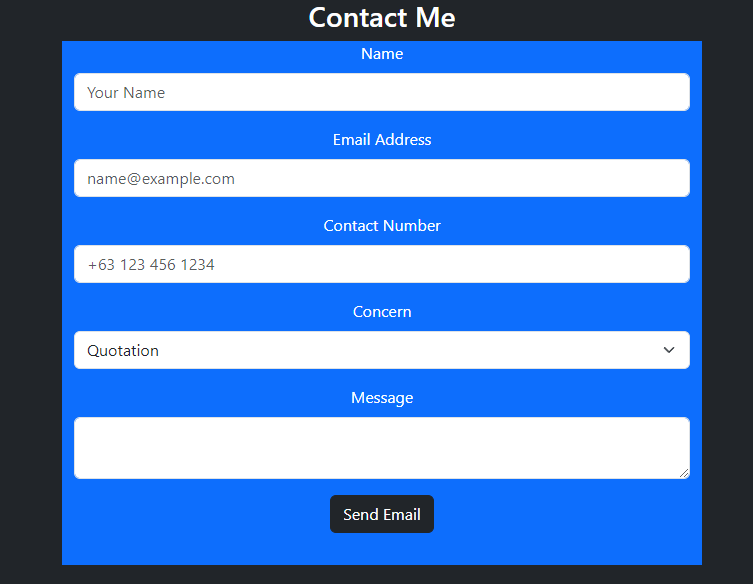 Contact Me
Name
Your Name
Email Address
name@example.com
Contact Number
+63 123 456 1234
Concern
Quotation
Message
Send Email